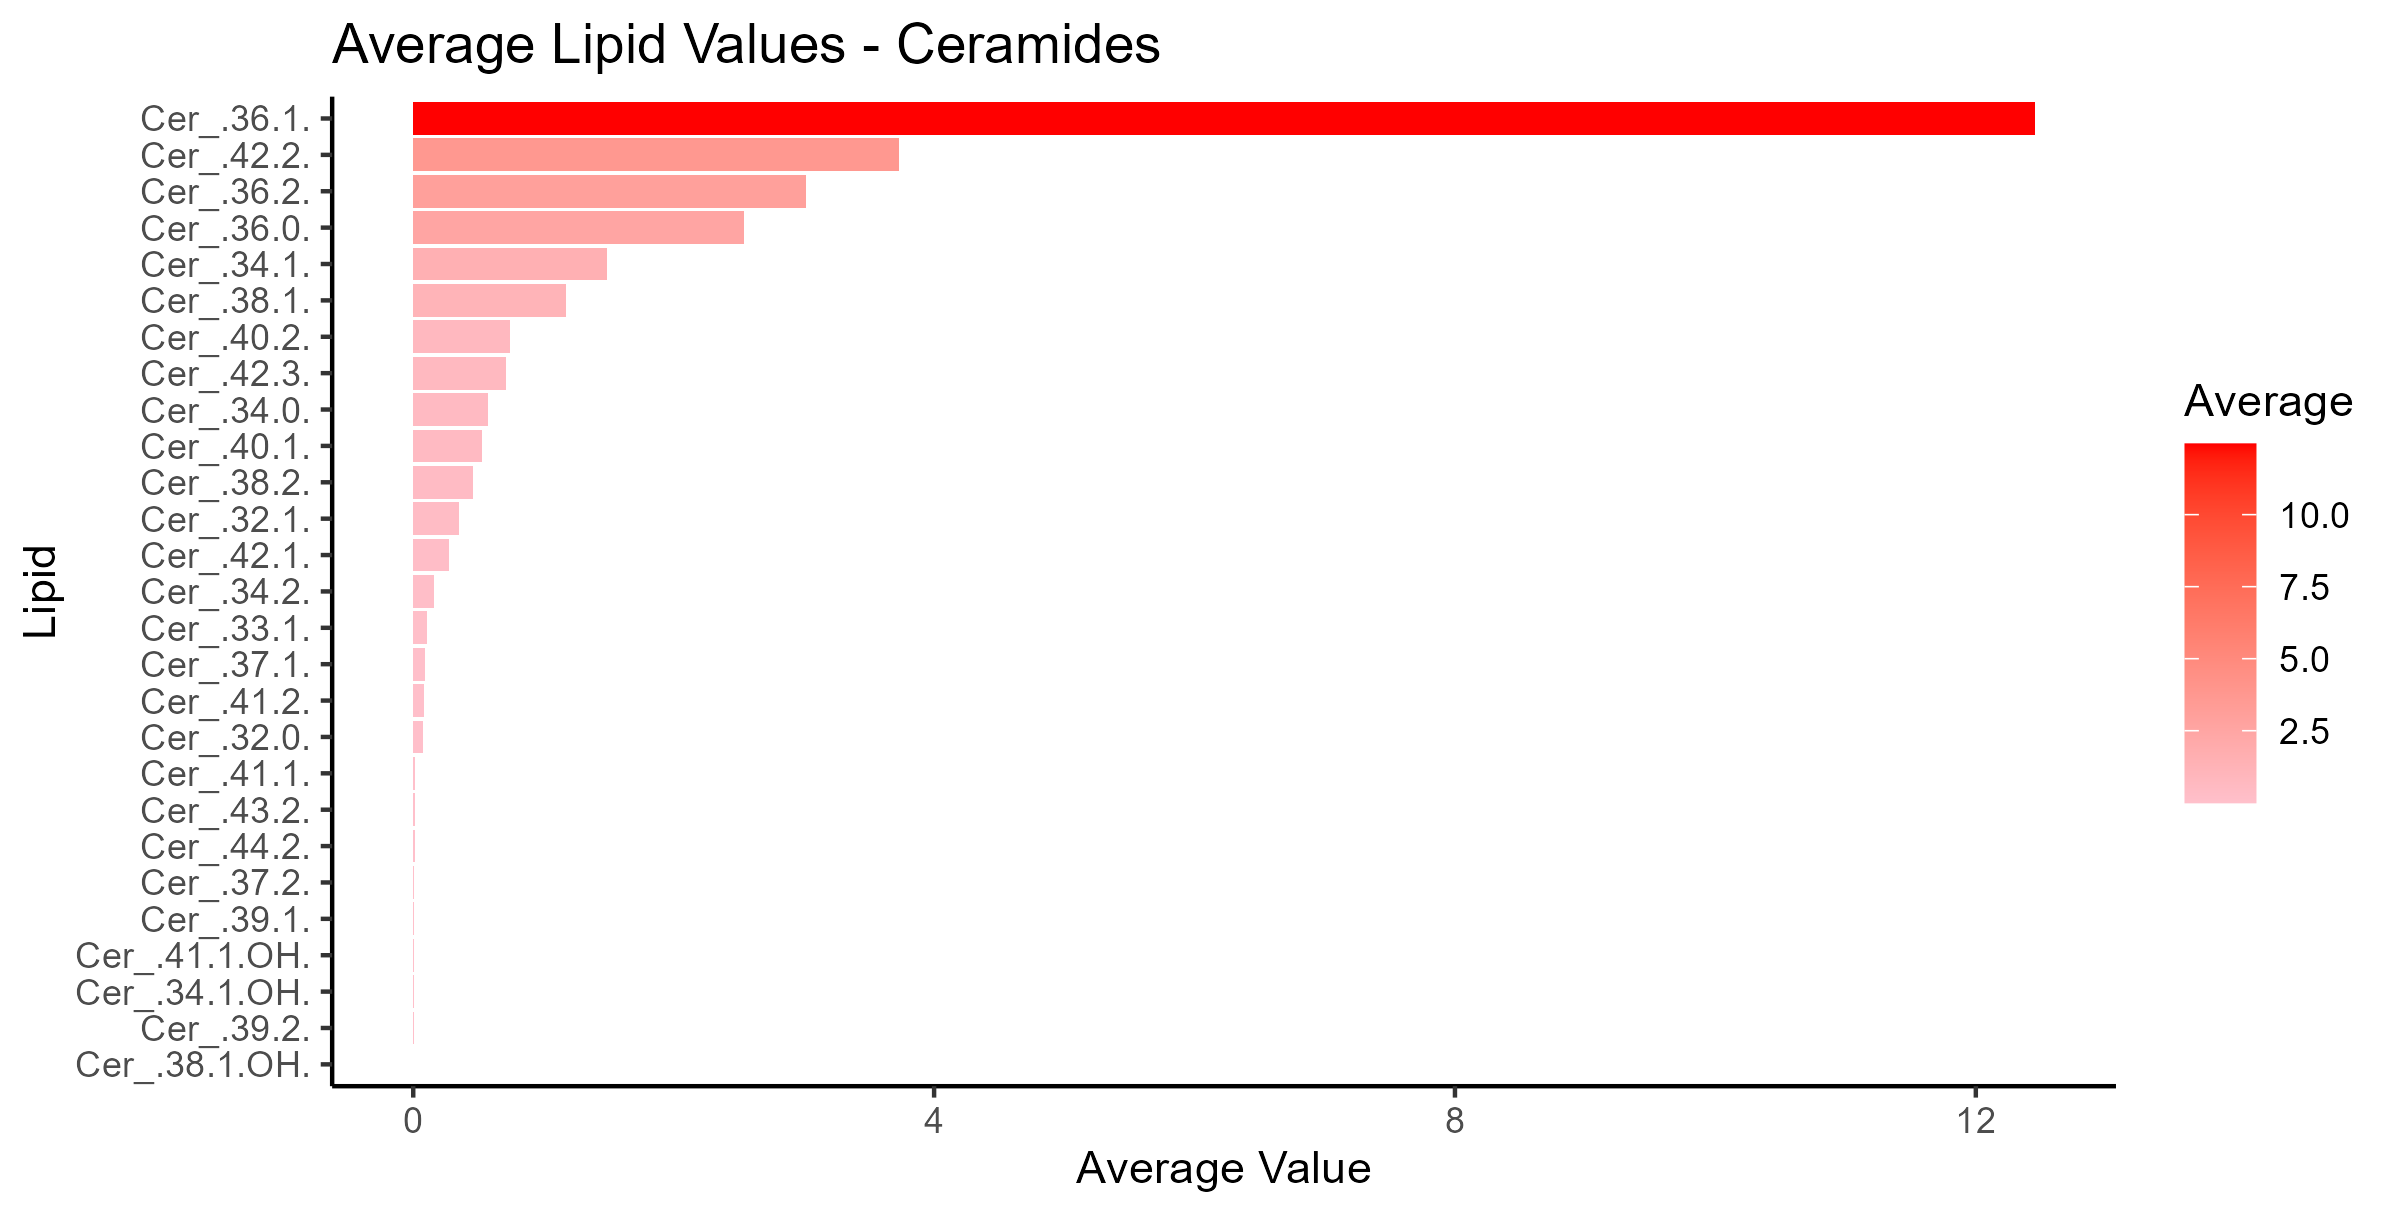 Average Lipid Values - Ceramides
Cer_.36.1.
Cer_.42.2.
Cer_.36.2.
Cer_.36.0.
Cer_.34.1.
Cer_.38.1.
Cer_.40.2.
Cer_.42.3.
Cer_.34.0.
Cer_.40.1.
Cer_.38.2.
Cer_.32.1.
Cer_.42.1.
Cer_.34.2.
Cer_.33.1.
Cer_.37.1.
Cer_.41.2.
Cer_.32.0.
Cer_.41.1.
Cer_.43.2.
Cer_.44.2.
Cer_.37.2.
Cer_.39.1.
Cer_.41.1.OH.
Cer_.34.1.OH.
Cer_.39.2.
Cer_.38.1.OH.
Lipid
0 4 8 12
Average Value
Average
10.0
7.5
5.0
2.5